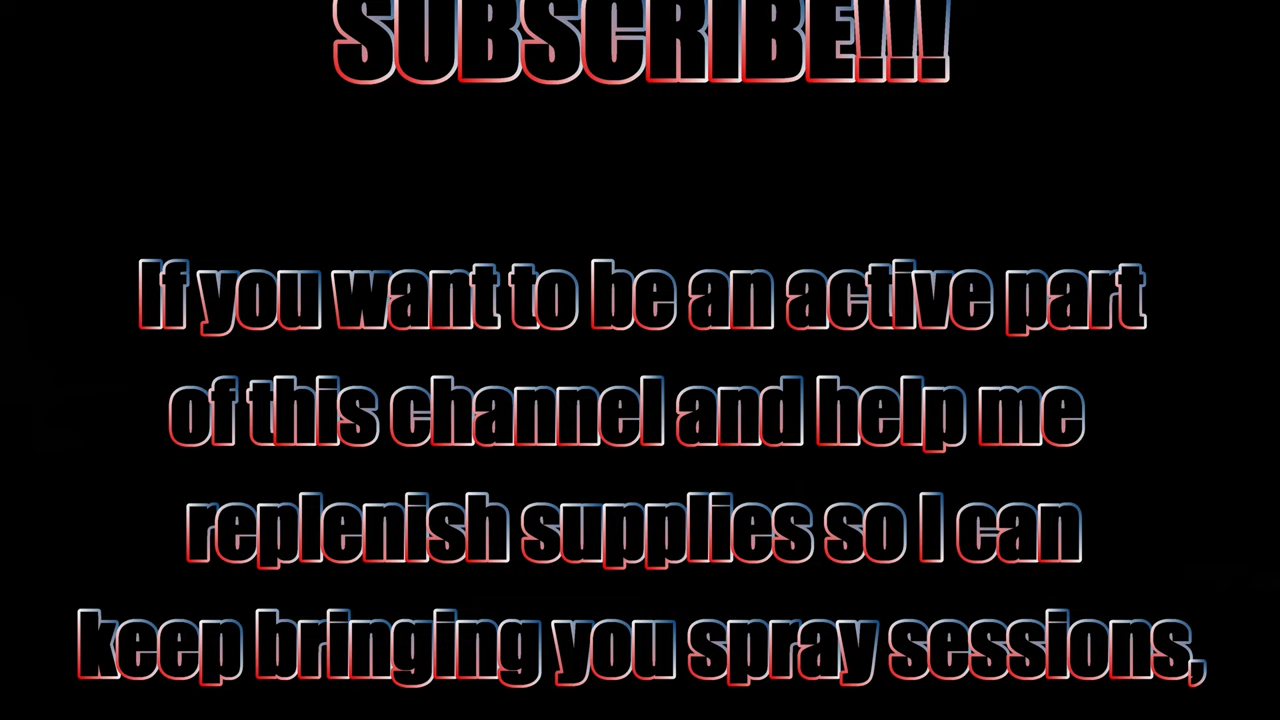 SUBSCRIBE!!!
If you want to be an active part
of this channel and help me
replenish supplies so I can
keep bringing you spray sessions,